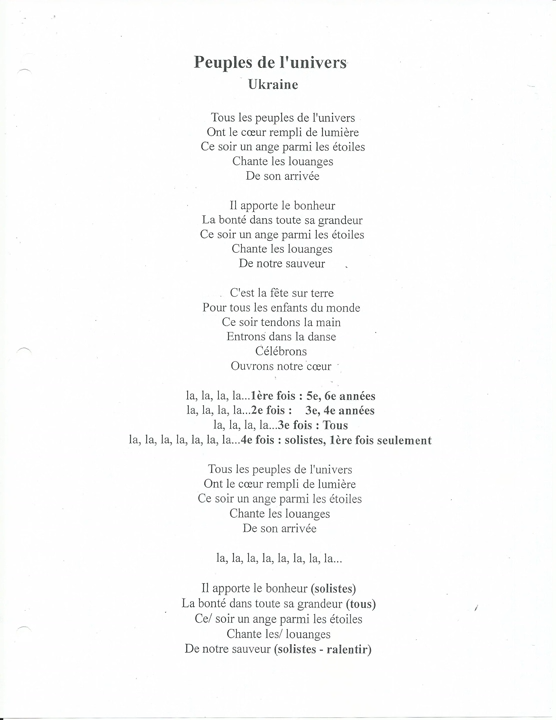 Peuples de l'univers
Ukraine
Tous les peuples de l'univers
Ont le cœur rempli de lumière
Ce soir un ange parmi les étoiles
Chante les louanges
De son arrivée
Il apporte le bonheur
La bonté dans toute sa grandeur
Ce soir un ange parmi les étoiles
Chante les louanges
De notre sauveur
C'est la fête sur terre
Pour tous les enfants du monde
Ce soir tendons la main
Entrons dans la danse
Célébrons
Ouvrons notre cœur
la, la, la, la...1ère fois : 5e, 6e années
la, la, la, la...2e fois : 3e, 4e années
la, la, la, la...3e fois : Tous
la, la, la, la, la, la, la...4e fois : solistes, 1ère fois seulement
Tous les peuples de l'univers
Ont le cœur rempli de lumière
Ce soir un ange parmi les étoiles
Chante les louanges
De son arrivée
la, la, la, la, la, la, la, la...
Il apporte le bonheur (solistes)
La bonté dans toute sa grandeur (tous)
Ce/ soir un ange parmi les étoiles
Chante les/ louanges
De notre sauveur (solistes - ralentir)